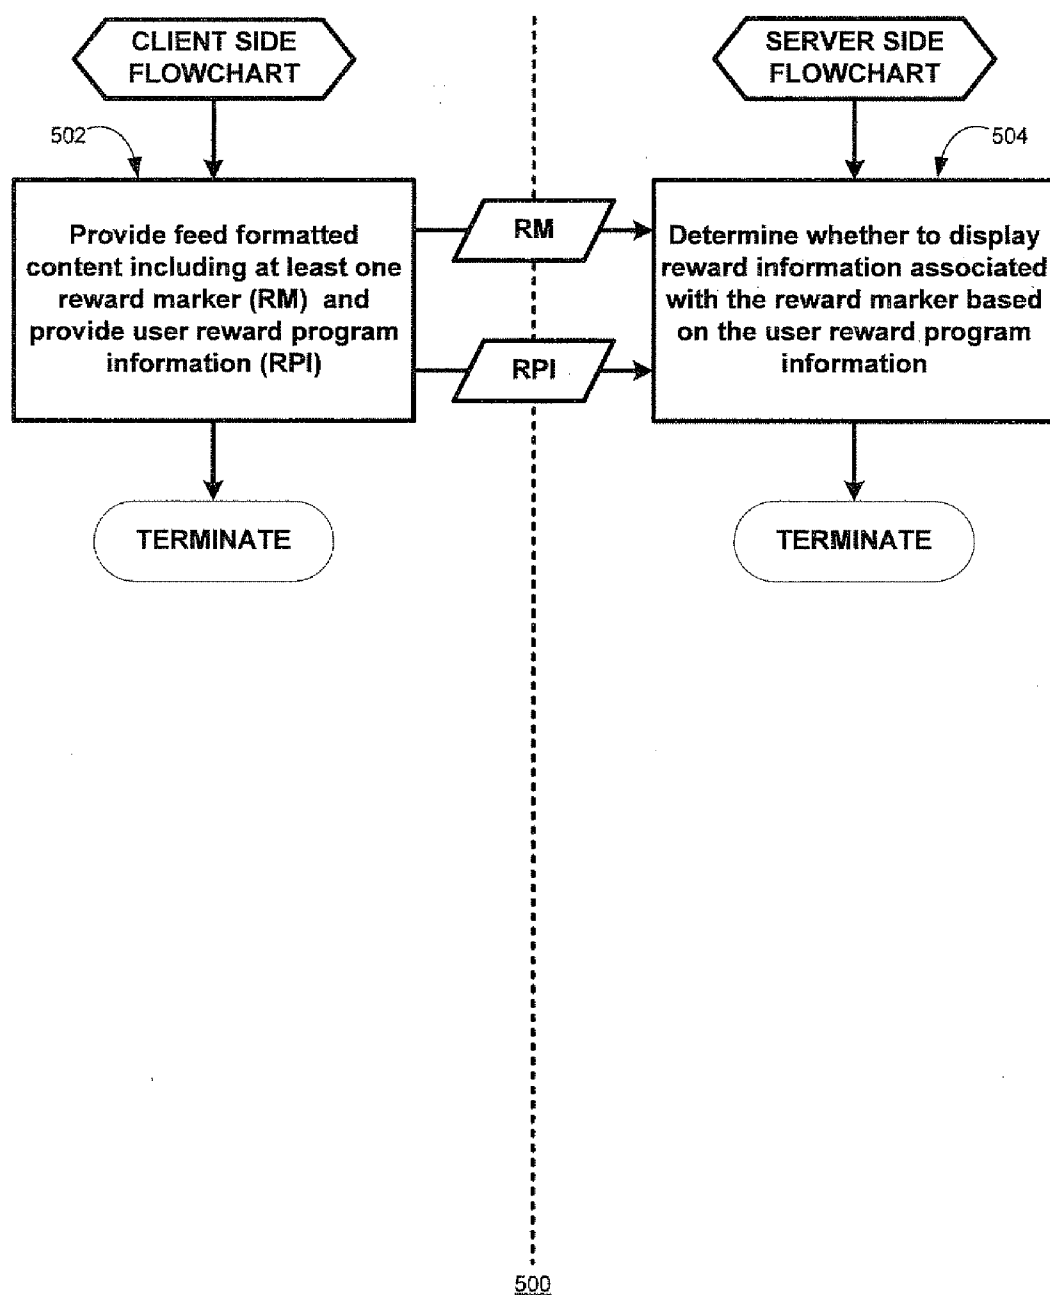 CLIENT SIDE
FLOWCHART
SERVER SIDE
FLOWCHART
502
504
Provide feed formatted
content including at least one
reward marker (RM) and
provide user reward program
information (RPI)
RM
RPI
Determine whether to display
reward information associated
with the reward marker based
on the user reward program
information
TERMINATE
TERMINATE
500